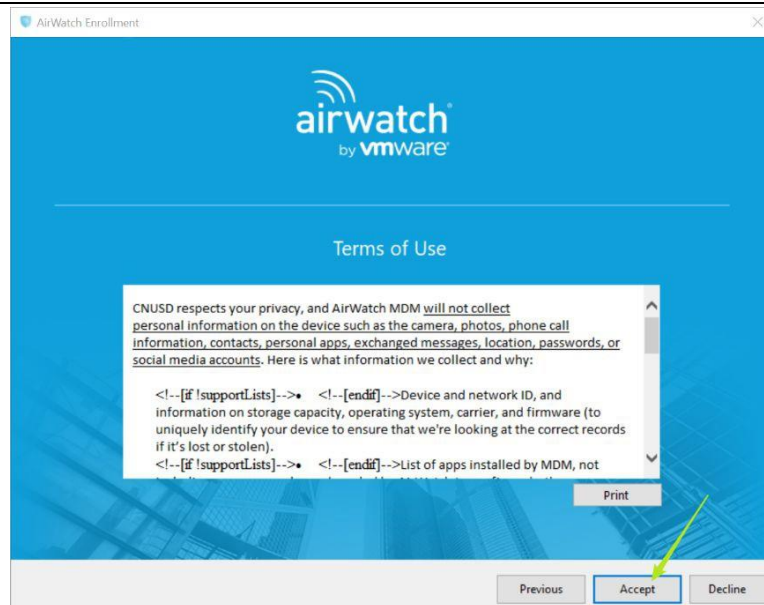 AirWatch Enrollment
airwatch
by vmware
Terms of Use
CNUSD respects your privacy, and AirWatch MDM will not collect
personal information on the device such as the camera, photos, phone call
information, contacts, personal apps, exchanged messages, location, passwords, or
social media accounts. Here is what information we collect and why:
<!--[if !supportLists]-->• <!--[endif]-->Device and network ID, and
information on storage capacity, operating system, carrier, and firmware (to
uniquely identify your device to ensure that we're looking at the correct records
if it's lost or stolen).
<!--[if !supportLists]-->• <!--[endif]-->List of apps installed by MDM, not
Print
Previous
Accept
Decline